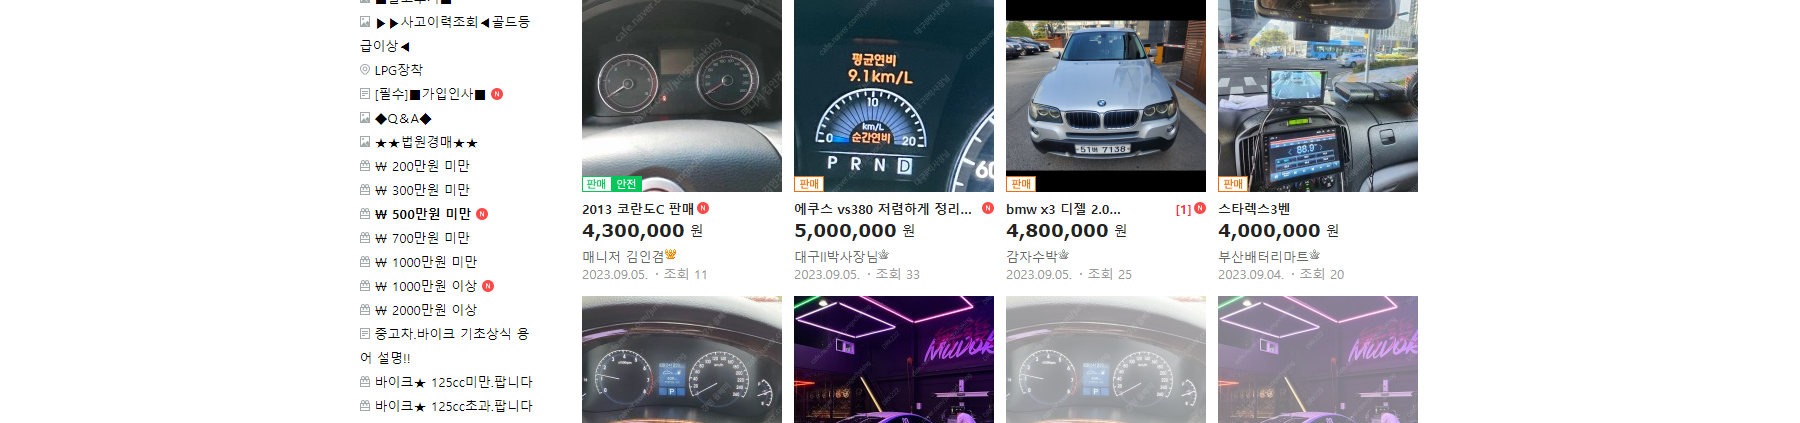 ▶▶사고이력조회◀골드등
급이상◀
LPG장착
[필수]■가입인사■ N
◆Q&A◆
★★법원경매★★
₩ 200만원 미만
₩ 300만원 미만
₩ 500만원 미만 N
₩ 700만원 미만
₩ 1000만원 미만
₩ 1000만원 이상 N
₩ 2000만원 이상
중고차.바이크 기초상식 용
어 설명!!
바이크★ 125cc미만.팝니다
바이크★ 125cc초과.팝니다
판매 안전
2013 코란도C 판매 N
4,300,000 원
매니저 김인겸
2023.09.05. · 조회 11
평균연비
9.1km/L
10
km/L
0 순간연비 20
P R N D
60
판매
에쿠스 vs380 저렴하게 정리... N
5,000,000 원
대구II박사장님
2023.09.05. · 조회 33
51버 7138
판매
bmw x3 디젤 2.0... [1] N
4,800,000 원
감자수박
2023.09.05. · 조회 25
88.9
판매
스타렉스3벤
4,000,000 원
부산배터리마트
2023.09.04. · 조회 20